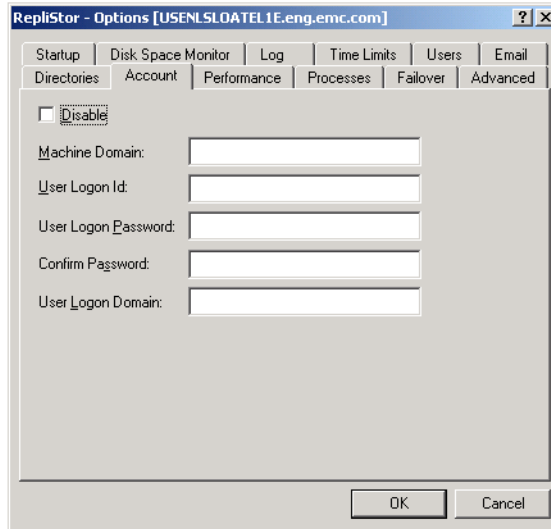 RepliStor - Options [USENLSLOATEL1E.eng.emc.com]
Startup Disk Space Monitor Log Time Limits Users Email
Directories Account Performance Processes Failover Advanced
Disable
Machine Domain:
User Logon Id:
User Logon Password:
Confirm Password:
User Logon Domain:
OK Cancel